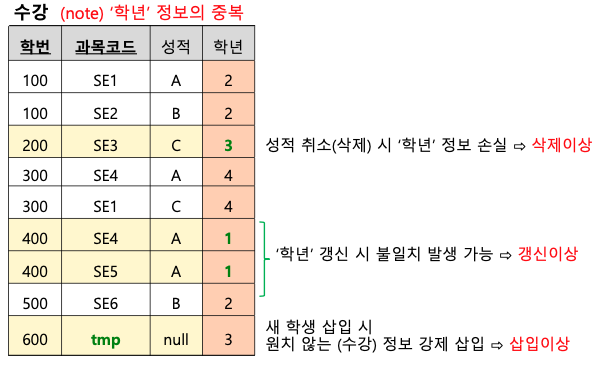 수강 (note) ‘학년’ 정보의 중복
학번 과목코드 성적 학년
100 SE1 A 2
100 SE2 B 2
200 SE3 C 3 성적 취소(삭제) 시 ‘학년’ 정보 손실 ⇨ 삭제이상
300 SE4 A 4
300 SE1 C 4
400 SE4 A 1
‘학년’ 갱신 시 불일치 발생 가능 ⇨ 갱신이상
400 SE5 A 1
500 SE6 B 2
600 tmp null 3
새 학생 삽입 시
원치 않는 (수강) 정보 강제 삽입 ⇨ 삽입이상